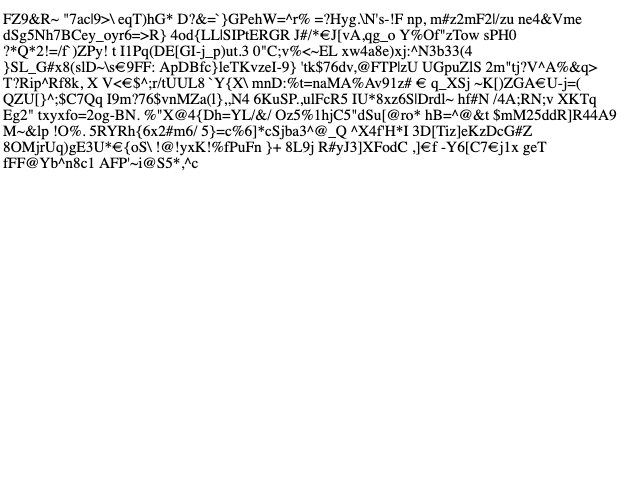 FZ9&R~ "7ac|9>\ eqT)hG* D?&=`}GPehW=^r% =?Hyg.\N's-!F np, m#z2mF2l/zu ne4&Vme
dSg5Nh7BCey_oyr6=>R} 4od{LL|SIPtERGR J#/*€J[vA,qg_o Y%Of"zTow sPH0
?*Q*2!=/f )ZPy! t I1Pq(DE[GI-j_p)ut.3 0"C;v%<~EL xw4a8e)xj:^N3b33(4
}SL_G#x8(slD~\s€9FF: ApDBfc}leTKvzeI-9} 'tk$76dv,@FTP|zU UGpuZlS 2m"tj?V^A%&q>
T?Rip^Rf8k, X V<€$^;r/tUUL8`Y{X\ mnD:%t=naMA%Av91z# € q_XSj ~K[)ZGA€U-j=(
QZU[}^;$C7Qq I9m?76$vnMZa(l},,N4 6KuSP.,ulFcR5 IU*8xz6S|Drdl~ hf#N /4A;RN;v XKTq
Eg2" txyxfo=2og-BN. %"X@4{Dh=YL/&/ Oz5%1hjC5"dSu[@ro* hB=^@&t $mM25ddR]R44A9
M~&lp !O%. 5RYRh{6x2#m6/ 5}=c%6]*cSjba3^@_Q ^X4f'H*I 3D[Tiz]eKzDcG#Z
8OMjrUq)gE3U*€{oS\ !@!yxK!%fPuFn }+ 8L9j R#yJ3]XFodC ,]€f -Y6[C7€j1x geT
fFF@Yb^n8c1 AFP'~i@S5*,^c